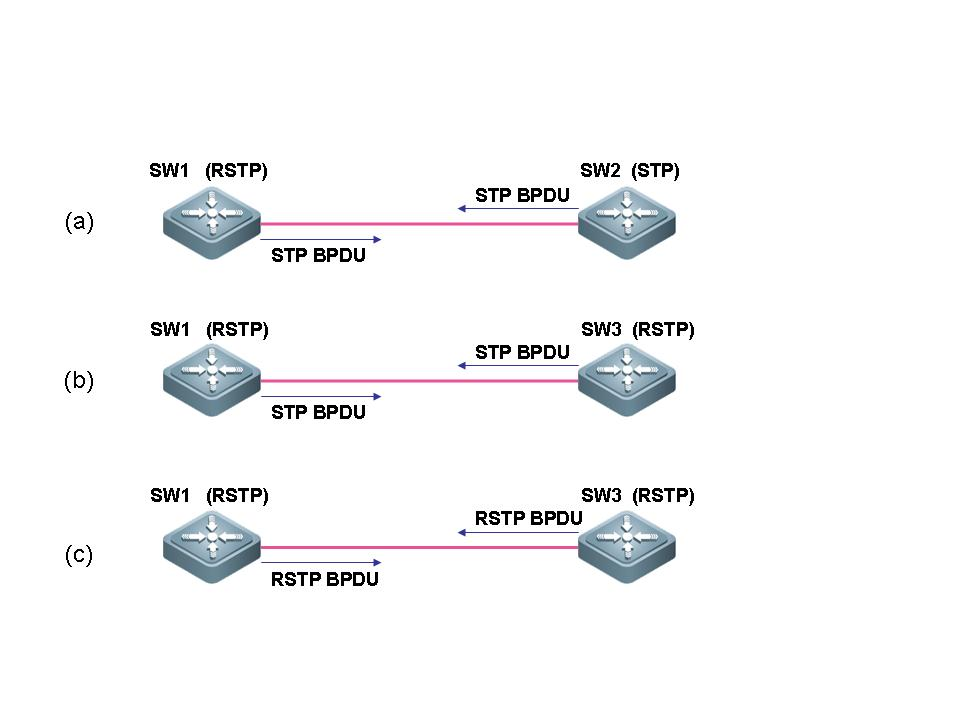 SW1 (RSTP)
SW2 (STP)
STP BPDU
(a)
STP BPDU
SW1 (RSTP)
SW3 (RSTP)
STP BPDU
(b)
STP BPDU
SW1 (RSTP)
SW3 (RSTP)
RSTP BPDU
(c)
RSTP BPDU